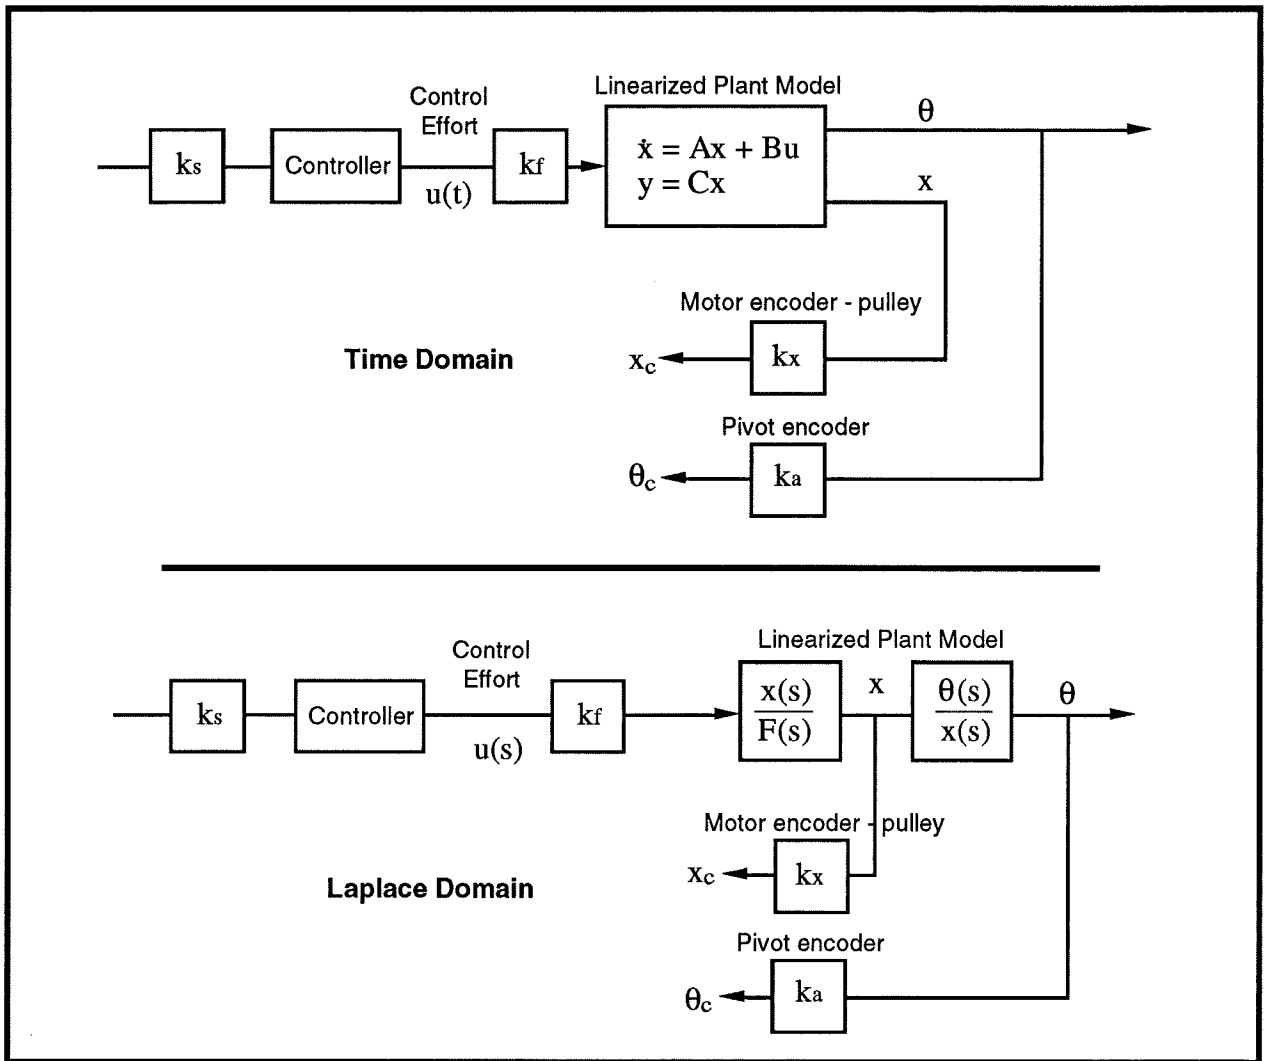 Linearized Plant Model
Control
Effort
θ
ks
Controller
kf
ẋ = Ax + Bu
y = Cx
u(t)
x
Motor encoder - pulley
Time Domain
xc
kx
Pivot encoder
θc
ka
Linearized Plant Model
Control
Effort
ks
Controller
kf
x(s)
F(s)
x
θ(s)
x(s)
θ
u(s)
Motor encoder - pulley
xc
kx
Laplace Domain
Pivot encoder
θc
ka